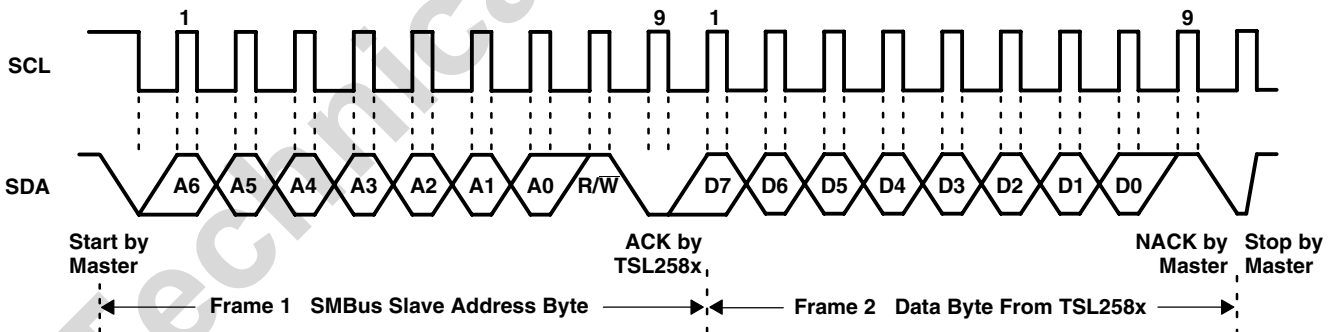 1 9 1 9
SCL
SDA A6 A5 A4 A3 A2 A1 A0 R/W̅ D7 D6 D5 D4 D3 D2 D1 D0
Start by
Master
ACK by
TSL258x
NACK by
Master
Stop by
Master
Frame 1 SMBus Slave Address Byte
Frame 2 Data Byte From TSL258x
Technica